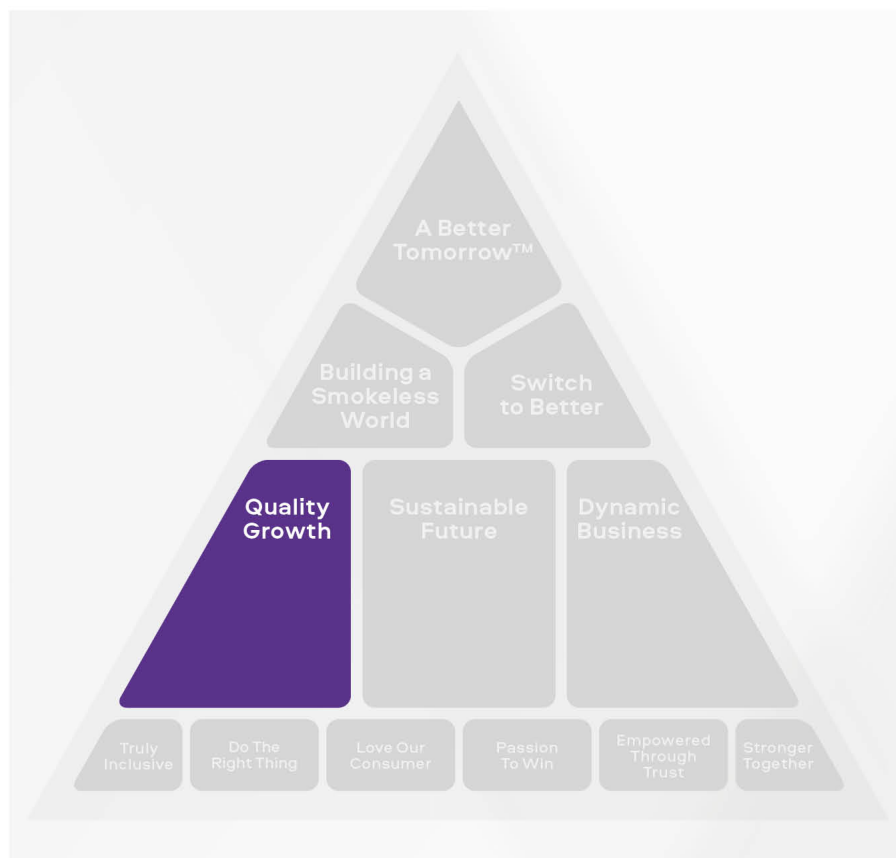 A Better
Tomorrow™
Building a
Smokeless
World
Switch
to Better
Quality
Growth
Sustainable
Future
Dynamic
Business
Truly
Inclusive
Do The
Right Thing
Love Our
Consumer
Passion
To Win
Empowered
Through
Trust
Stronger
Together